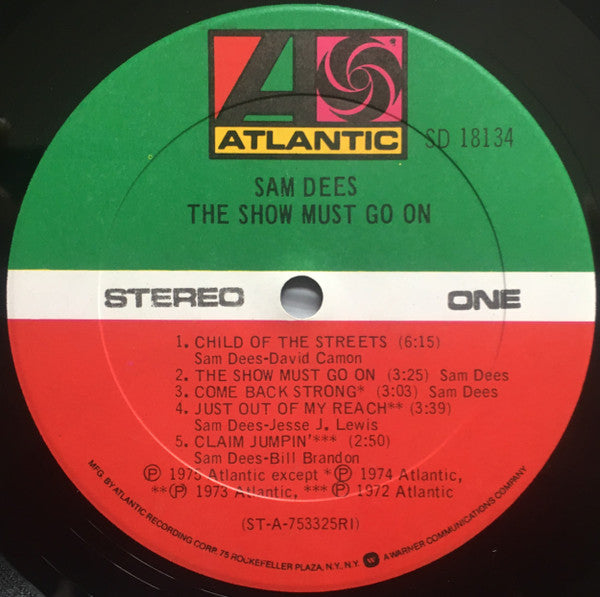 ATLANTIC
SD 18134
SAM DEES
THE SHOW MUST GO ON
STEREO
ONE
1. CHILD OF THE STREETS (6:15)
Sam Dees-David Camon
2. THE SHOW MUST GO ON (3:25) Sam Dees
3. COME BACK STRONG* (3:03) Sam Dees
4. JUST OUT OF MY REACH** (3:39)
Sam Dees-Jesse J. Lewis
5. CLAIM JUMPIN'*** (2:50)
Sam Dees-Bill Brandon
℗ 1975 Atlantic except *℗ 1974 Atlantic,
**℗ 1973 Atlantic, ***℗ 1972 Atlantic
(ST-A-753325RI)
MFG. BY ATLANTIC RECORDING CORP. 75 ROCKEFELLER PLAZA, N.Y. N.Y. A WARNER COMMUNICATIONS COMPANY